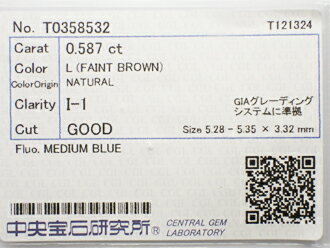 No. T0358532 T121324
Carat 0.587 ct
Color L (FAINT BROWN)
ColorOrigin NATURAL
Clarity I-1 GIAグレーディング
システムに準拠
Cut GOOD Size 5.28 - 5.35 × 3.32 mm
Fluo. MEDIUM BLUE
中央宝石研究所® CENTRAL GEM
LABORATORY